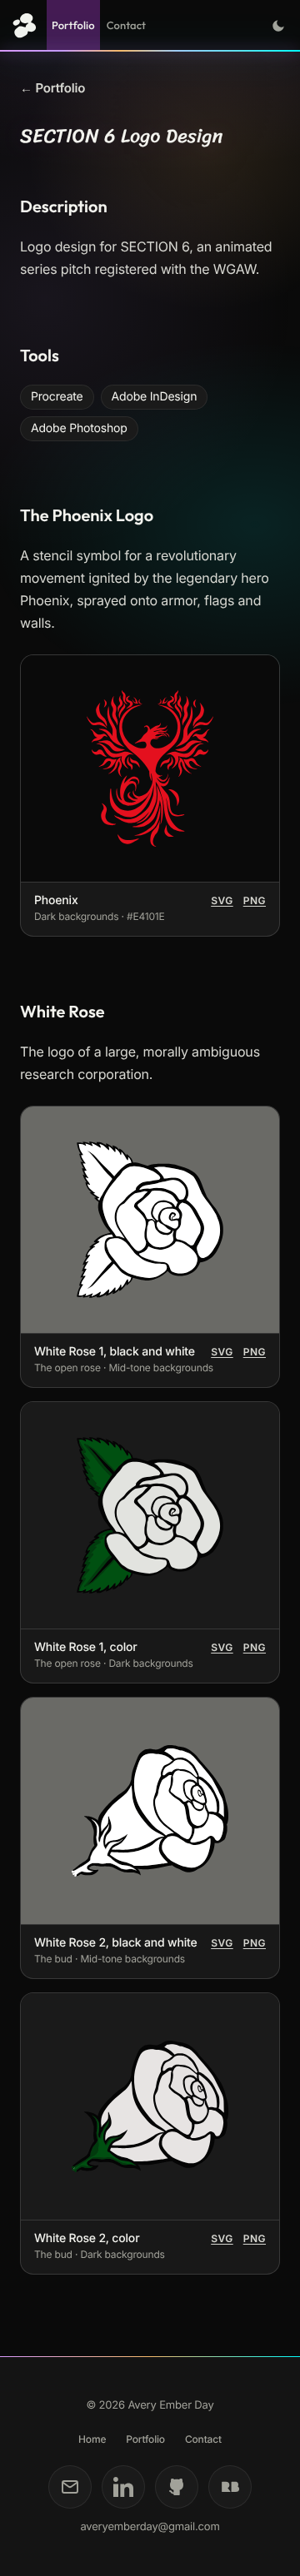 Portfolio
Contact
← Portfolio
SECTION 6 Logo Design
Description
Logo design for SECTION 6, an animated
series pitch registered with the WGAW.
Tools
Procreate
Adobe InDesign
Adobe Photoshop
The Phoenix Logo
A stencil symbol for a revolutionary
movement ignited by the legendary hero
Phoenix, sprayed onto armor, flags and
walls.
Phoenix SVG PNG
Dark backgrounds · #E4101E
White Rose
The logo of a large, morally ambiguous
research corporation.
White Rose 1, black and white SVG PNG
The open rose · Mid-tone backgrounds
White Rose 1, color SVG PNG
The open rose · Dark backgrounds
White Rose 2, black and white SVG PNG
The bud · Mid-tone backgrounds
White Rose 2, color SVG PNG
The bud · Dark backgrounds
© 2026 Avery Ember Day
Home Portfolio Contact
in
RB
averyemberday@gmail.com